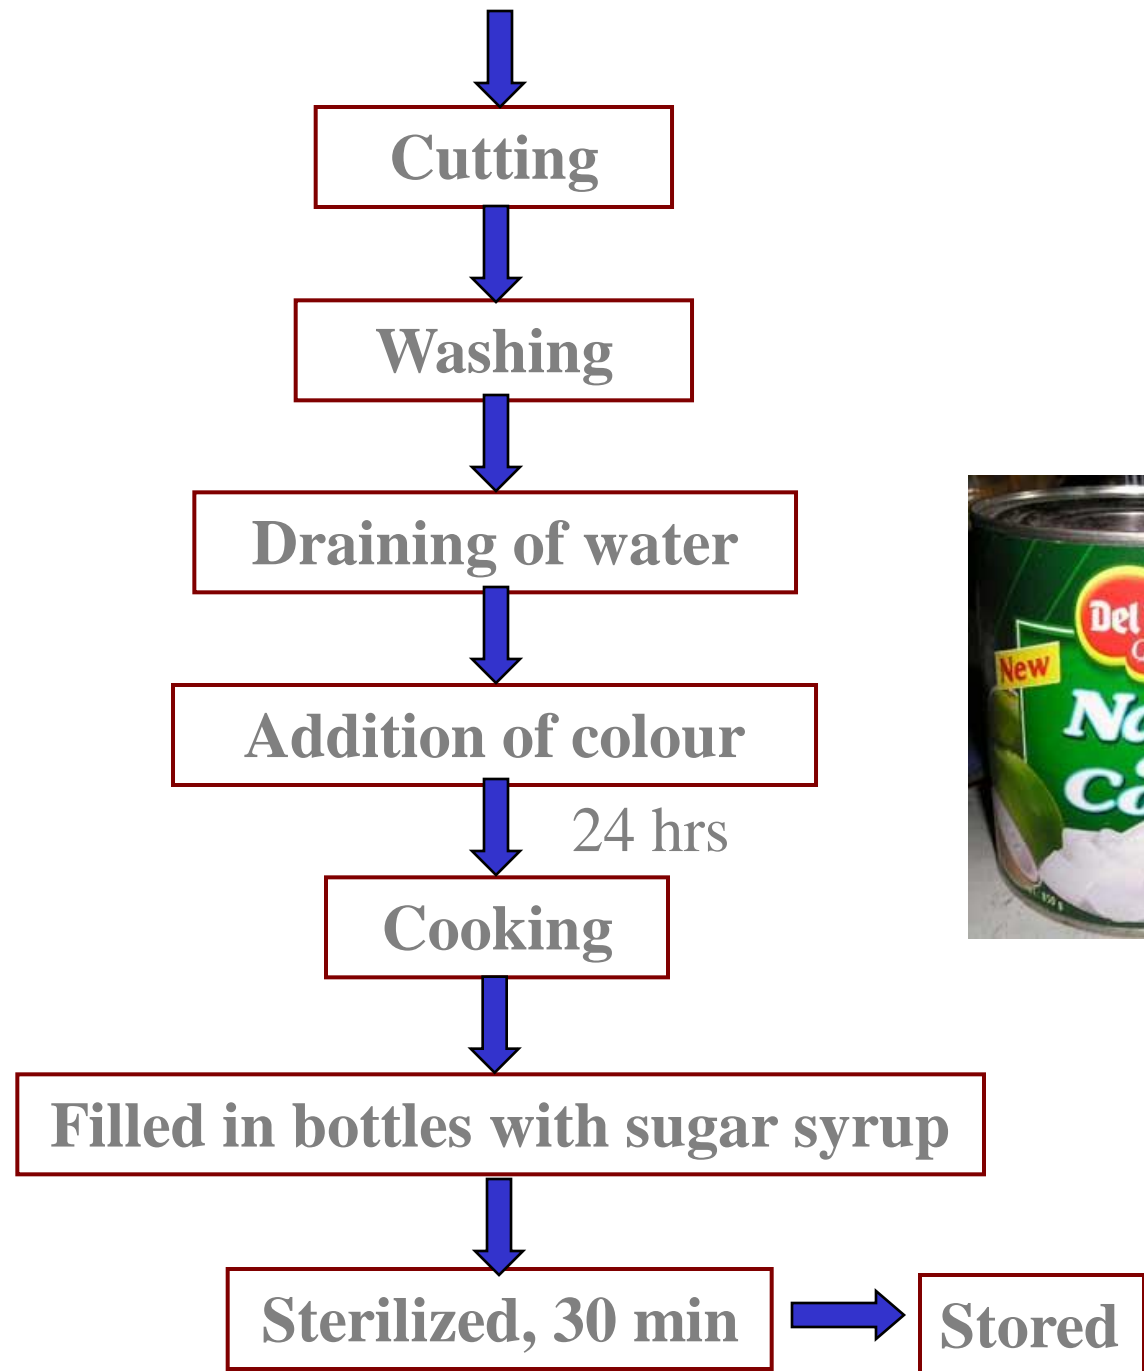 Cutting
Washing
Draining of water
Addition of colour
24 hrs
Cooking
Filled in bottles with sugar syrup
Sterilized, 30 min
Stored
Del
New